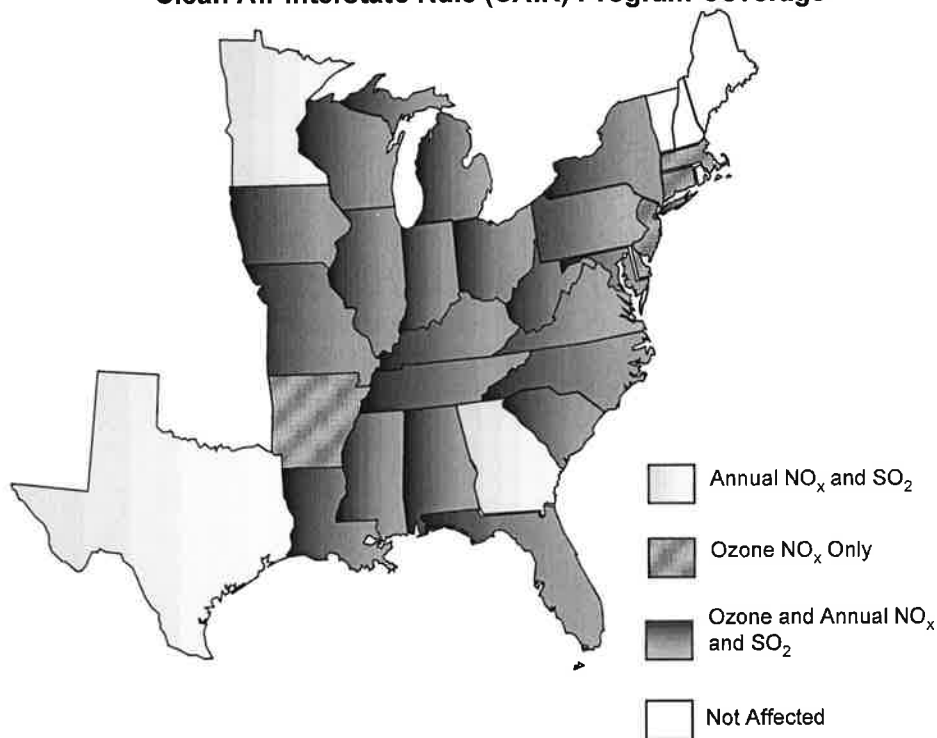 Clean Air Interstate Rule (CAIR) Program Coverage
Annual NOₓ and SO₂
Ozone NOₓ Only
Ozone and Annual NOₓ
and SO₂
Not Affected